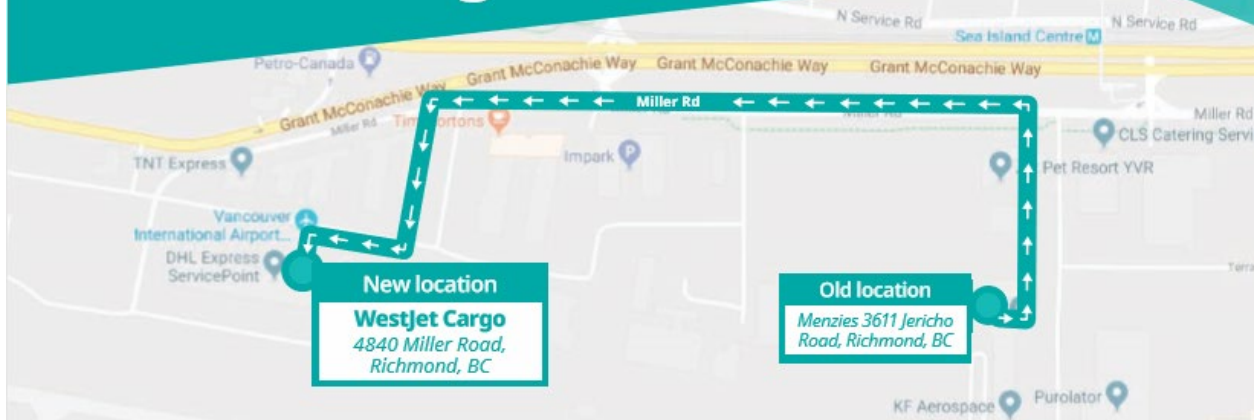 N Service Rd
N Service Rd
Sea Island Centre M
Petro-Canada
Grant McConachie Way
Grant McConachie Way
Grant McConachie Way
Grant McConachie Way
Miller Rd
Miller Rd
Miller Rd
Miller Rd
Tim Hortons
CLS Catering Servi
TNT Express
Impark P
Pet Resort YVR
Vancouver
International Airport...
DHL Express
ServicePoint
Terra
New location
WestJet Cargo
4840 Miller Road,
Richmond, BC
Old location
Menzies 3611 Jericho
Road, Richmond, BC
KF Aerospace
Purolator